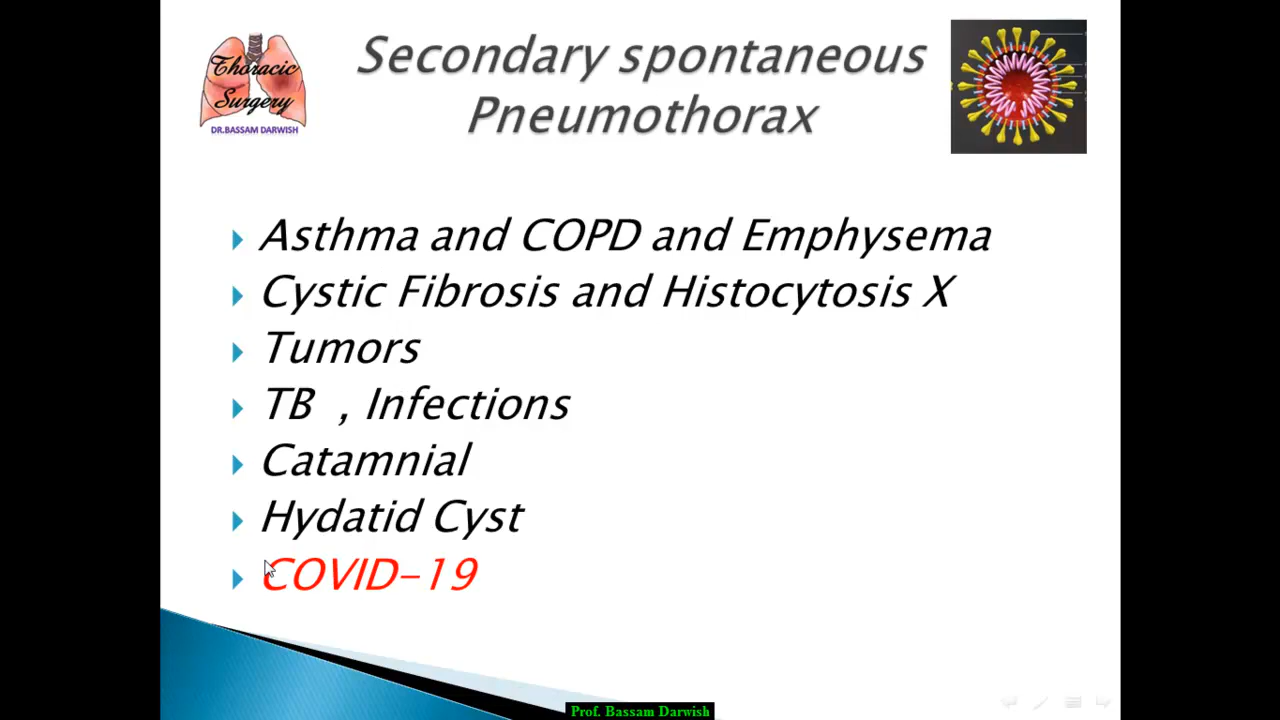 Thoracic
Surgery
DR.BASSAM DARWISH
Secondary spontaneous
Pneumothorax
Asthma and COPD and Emphysema
Cystic Fibrosis and Histocytosis X
Tumors
TB , Infections
Catamnial
Hydatid Cyst
COVID-19
Prof. Bassam Darwish